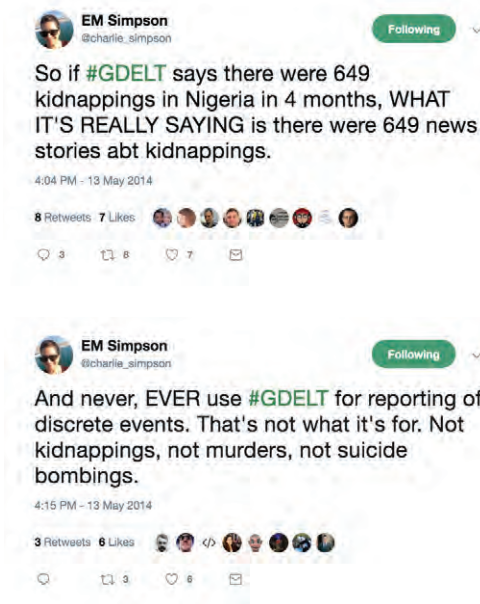 EM Simpson
@charlie_simpson
Following
So if #GDELT says there were 649
kidnappings in Nigeria in 4 months, WHAT
IT'S REALLY SAYING is there were 649 news
stories abt kidnappings.
4:04 PM - 13 May 2014
8 Retweets 7 Likes
3 8 7
EM Simpson
@charlie_simpson
Following
And never, EVER use #GDELT for reporting of
discrete events. That's not what it's for. Not
kidnappings, not murders, not suicide
bombings.
4:15 PM - 13 May 2014
3 Retweets 6 Likes
</>
3 6